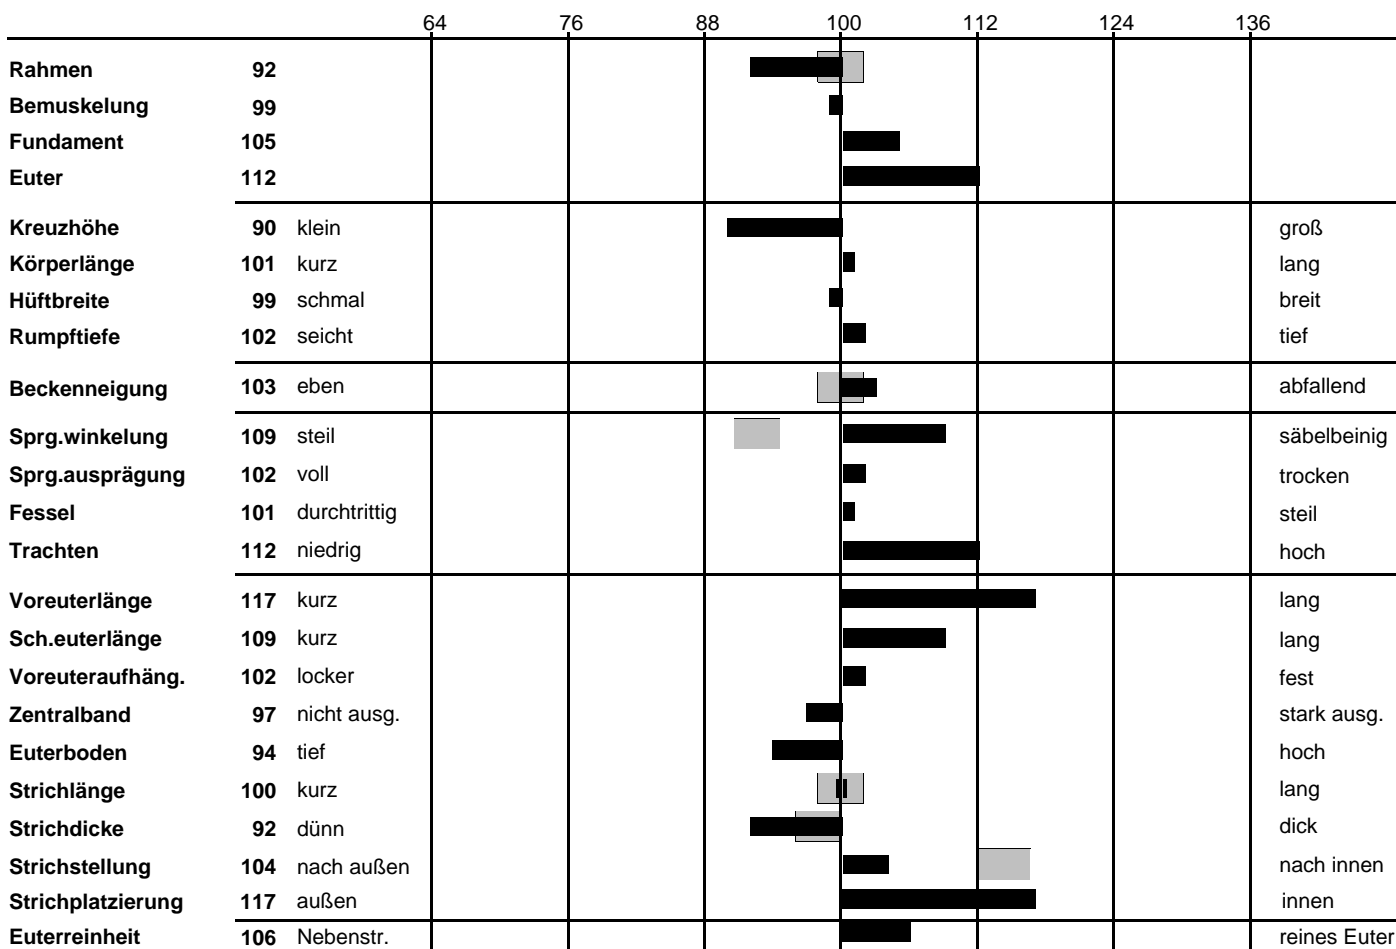 64 76 88 100 112 124 136
Rahmen 92
Bemuskelung 99
Fundament 105
Euter 112
Kreuzhöhe 90 klein groß
Körperlänge 101 kurz lang
Hüftbreite 99 schmal breit
Rumpftiefe 102 seicht tief
Beckenneigung 103 eben abfallend
Sprg.winkelung 109 steil säbelbeinig
Sprg.ausprägung 102 voll trocken
Fessel 101 durchtrittig steil
Trachten 112 niedrig hoch
Voreuterlänge 117 kurz lang
Sch.euterlänge 109 kurz lang
Voreuteraufhäng. 102 locker fest
Zentralband 97 nicht ausg. stark ausg.
Euterboden 94 tief hoch
Strichlänge 100 kurz lang
Strichdicke 92 dünn dick
Strichstellung 104 nach außen nach innen
Strichplatzierung 117 außen innen
Euterreinheit 106 Nebenstr. reines Euter